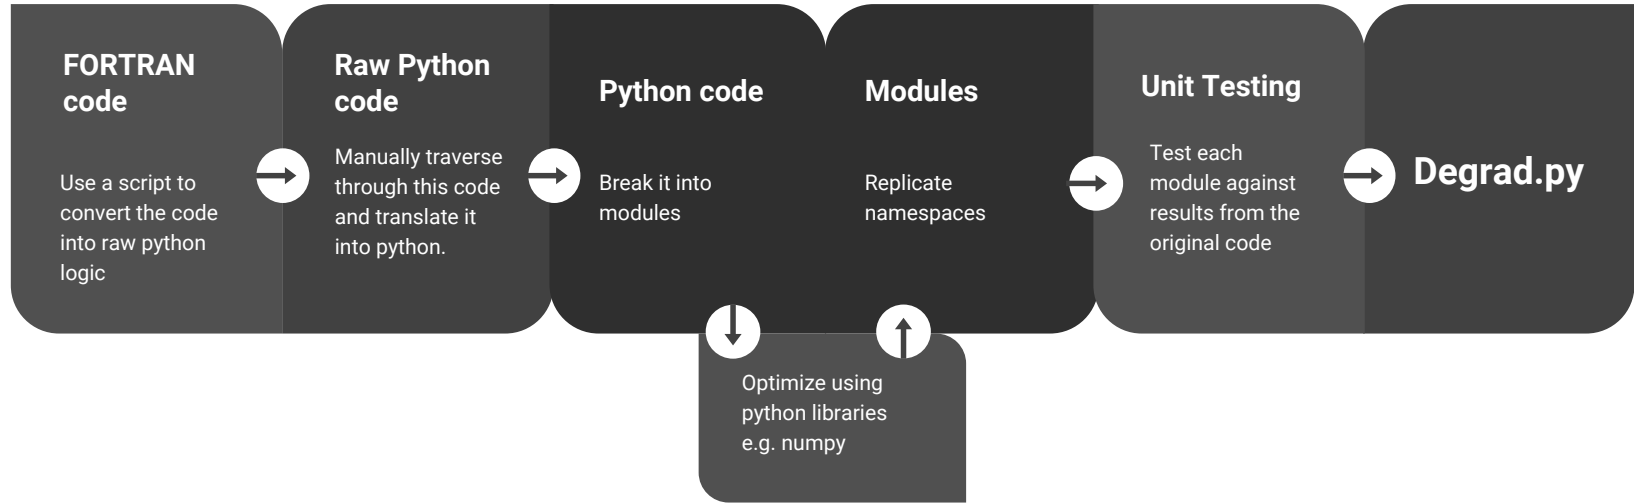 FORTRAN
code
Use a script to
convert the code
into raw python
logic
Raw Python
code
Manually traverse
through this code
and translate it
into python.
Python code
Break it into
modules
Optimize using
python libraries
e.g. numpy
Modules
Replicate
namespaces
Unit Testing
Test each
module against
results from the
original code
Degrad.py